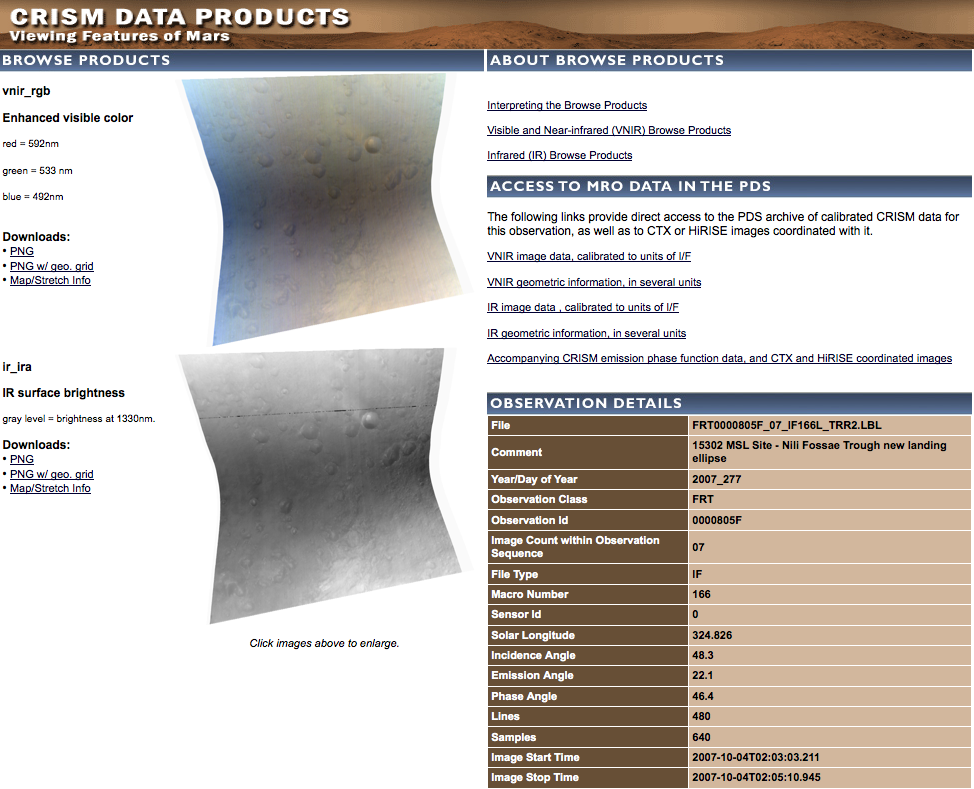 CRISM DATA PRODUCTS
Viewing Features of Mars
BROWSE PRODUCTS
vnir_rgb
Enhanced visible color
red = 592nm
green = 533 nm
blue = 492nm
Downloads:
• PNG
• PNG w/ geo. grid
• Map/Stretch Info
ir_ira
IR surface brightness
gray level = brightness at 1330nm.
Downloads:
• PNG
• PNG w/ geo. grid
• Map/Stretch Info
Click images above to enlarge.
ABOUT BROWSE PRODUCTS
Interpreting the Browse Products
Visible and Near-infrared (VNIR) Browse Products
Infrared (IR) Browse Products
ACCESS TO MRO DATA IN THE PDS
The following links provide direct access to the PDS archive of calibrated CRISM data for
this observation, as well as to CTX or HiRISE images coordinated with it.
VNIR image data, calibrated to units of I/F
VNIR geometric information, in several units
IR image data , calibrated to units of I/F
IR geometric information, in several units
Accompanying CRISM emission phase function data, and CTX and HiRISE coordinated images
OBSERVATION DETAILS
File FRT0000805F_07_IF166L_TRR2.LBL
Comment 15302 MSL Site - Nili Fossae Trough new landing
ellipse
Year/Day of Year 2007_277
Observation Class FRT
Observation Id 0000805F
Image Count within Observation
Sequence 07
File Type IF
Macro Number 166
Sensor Id 0
Solar Longitude 324.826
Incidence Angle 48.3
Emission Angle 22.1
Phase Angle 46.4
Lines 480
Samples 640
Image Start Time 2007-10-04T02:03:03.211
Image Stop Time 2007-10-04T02:05:10.945